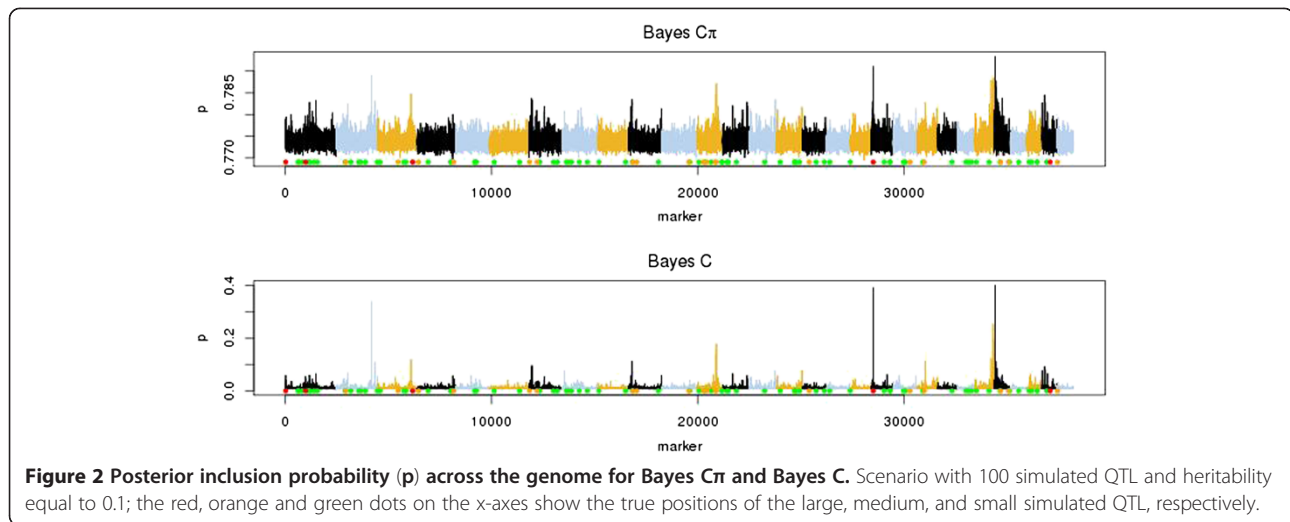 Bayes Cπ
p
0.785
0.770
0 10000 20000 30000
marker
Bayes C
p
0.4
0.2
0.0
0 10000 20000 30000
marker
Figure 2 Posterior inclusion probability (p) across the genome for Bayes Cπ and Bayes C. Scenario with 100 simulated QTL and heritability
equal to 0.1; the red, orange and green dots on the x-axes show the true positions of the large, medium, and small simulated QTL, respectively.